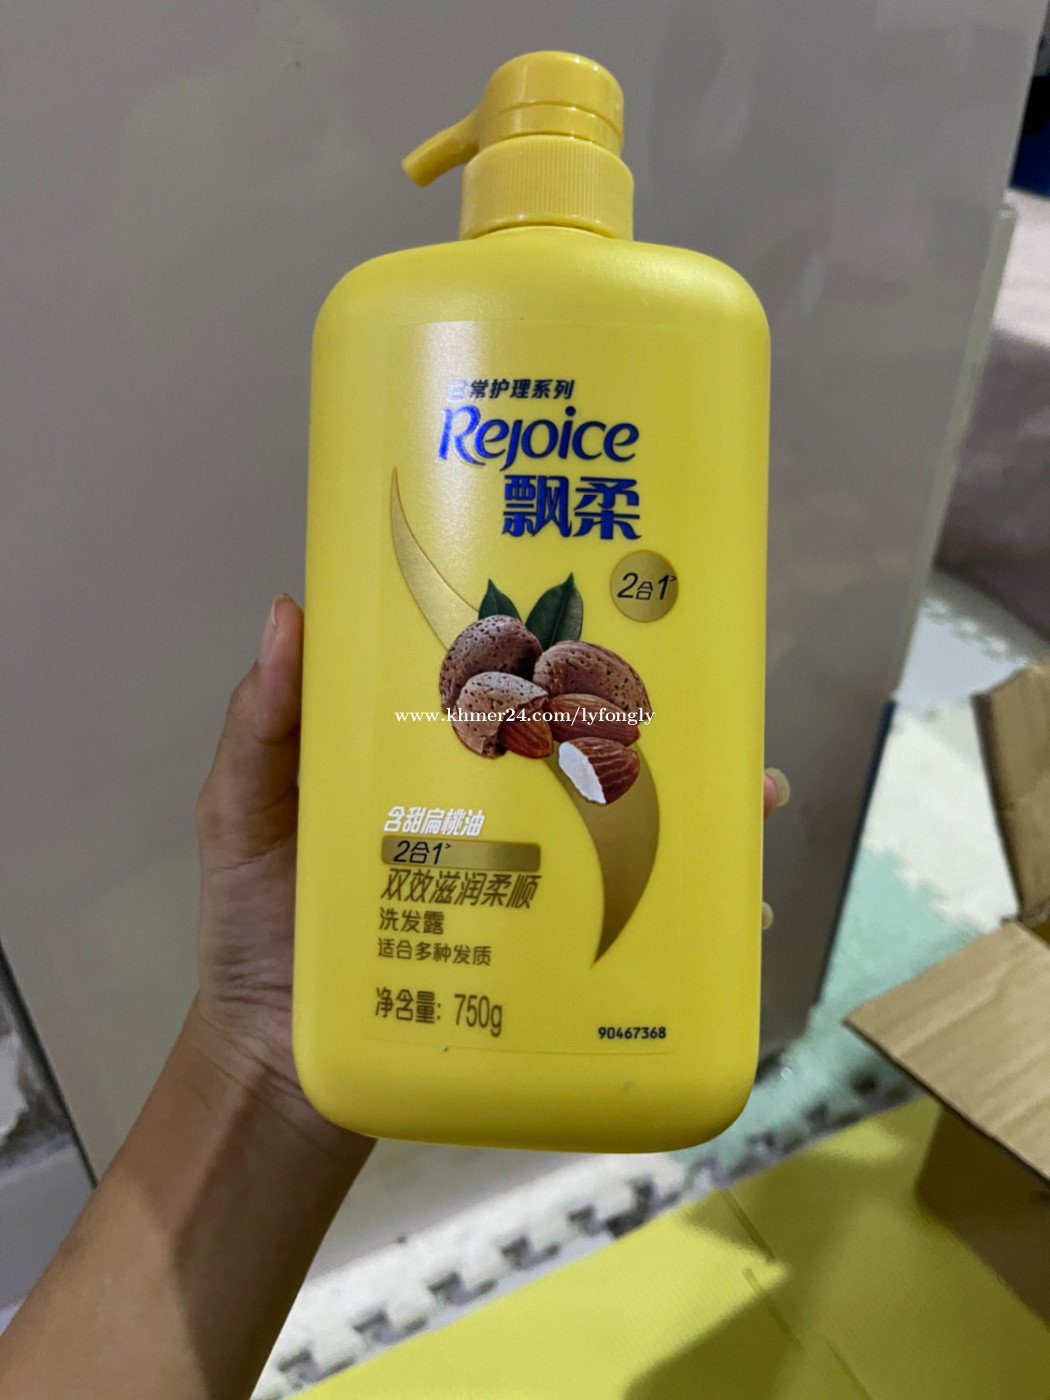 日常护理系列
Rejoice
飘柔
2合1>
www.khmer24.com/lyfongly
含甜扁桃油
2合1>
双效滋润柔顺
洗发露
适合多种发质
净含量: 750g
90467368